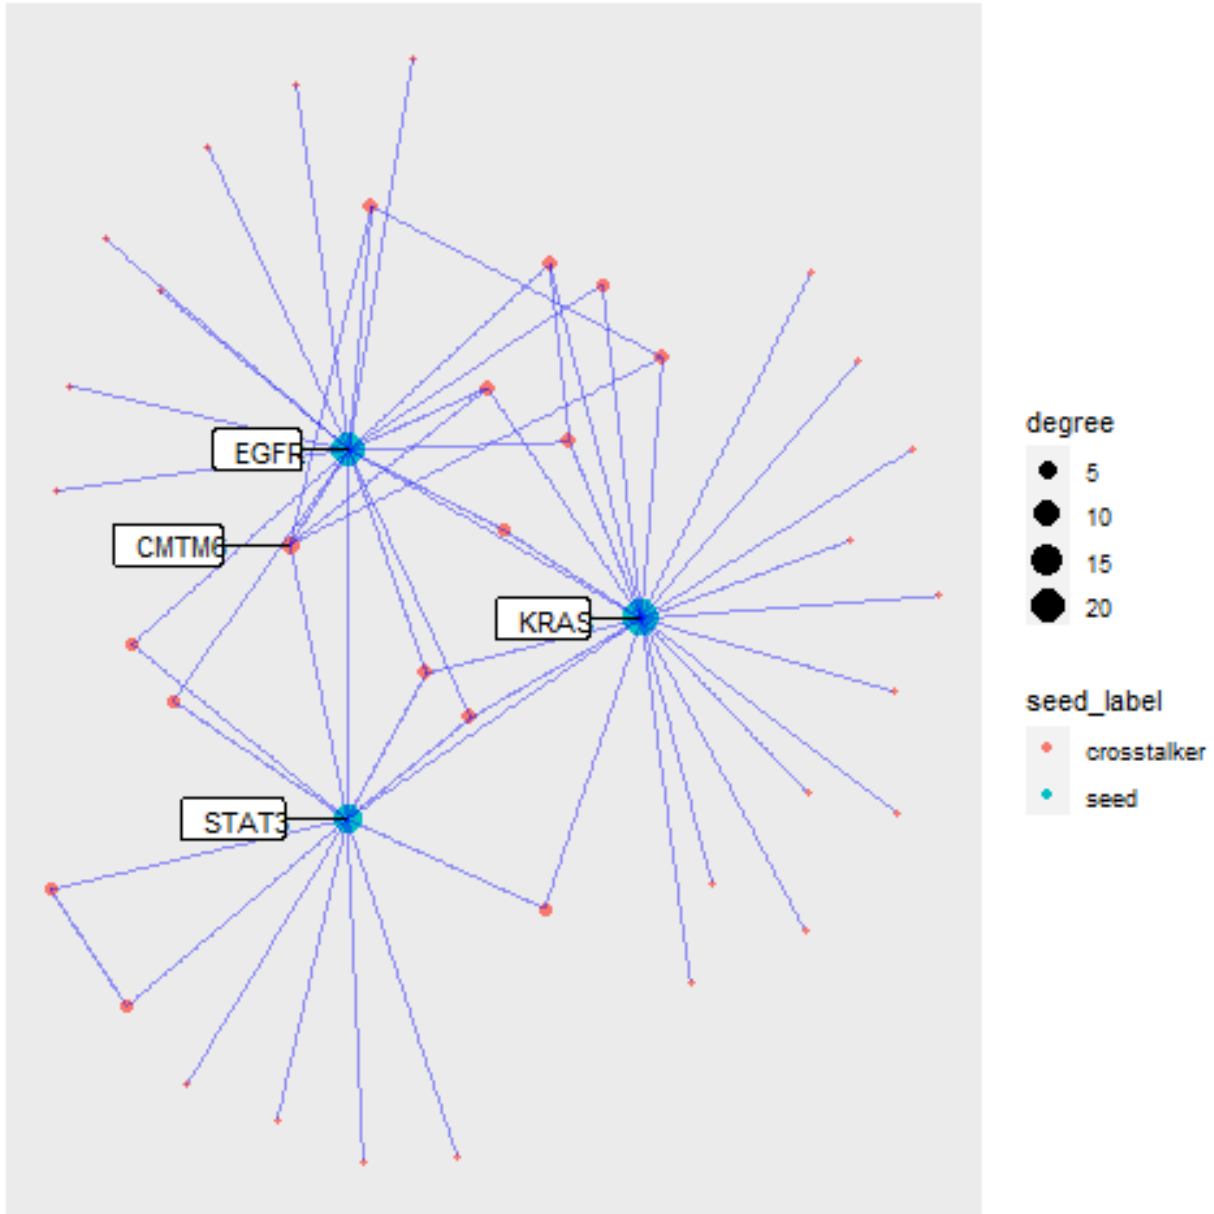 EGFR
CMTM6
KRAS
STAT3
degree
5
10
15
20
seed_label
crosstalker
seed